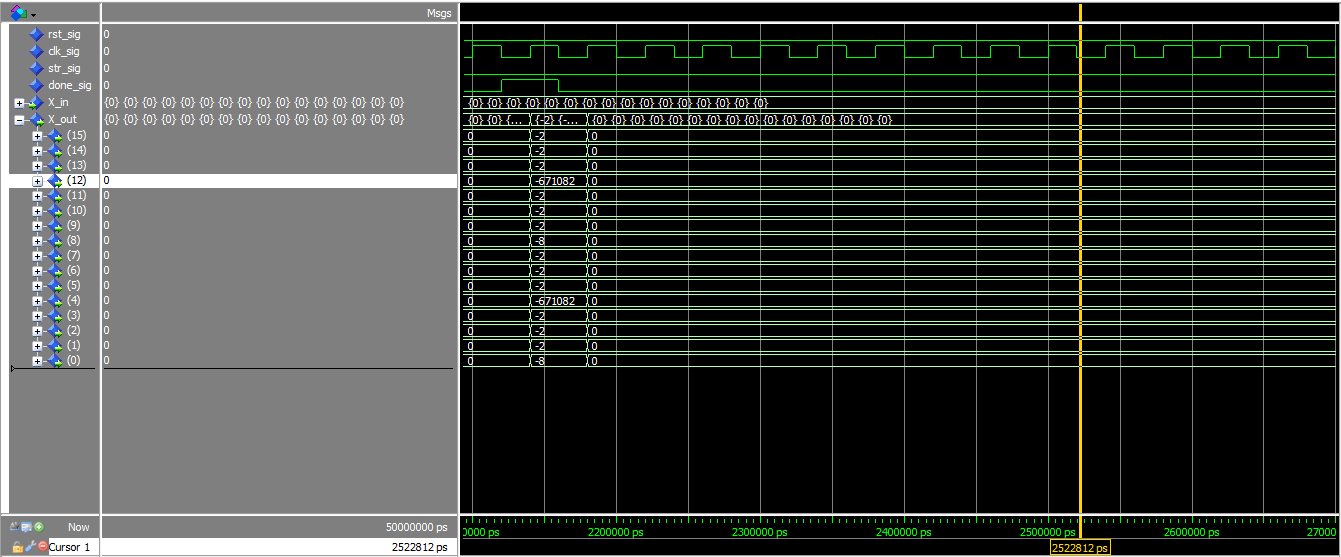 Msgs
rst_sig 0
clk_sig 0
str_sig 0
done_sig 0
X_in {0} {0} {0} {0} {0} {0} {0} {0} {0} {0} {0} {0} {0} {0} {0} {0} {0} {0} {0} {0} {0} {0} {0} {0} {0} {0} {0} {0} {0} {0} {0} {0}
X_out {0} {0} {0} {0} {0} {0} {0} {0} {0} {0} {0} {0} {0} {0} {0} {0} {0} {0} {... {-2} {-... {0} {0} {0} {0} {0} {0} {0} {0} {0} {0} {0} {0} {0} {0} {0} {0}
(15) 0 0 -2 0
(14) 0 0 -2 0
(13) 0 0 -2 0
(12) 0 0 -671082 0
(11) 0 0 -2 0
(10) 0 0 -2 0
(9) 0 0 -2 0
(8) 0 0 -8 0
(7) 0 0 -2 0
(6) 0 0 -2 0
(5) 0 0 -2 0
(4) 0 0 -671082 0
(3) 0 0 -2 0
(2) 0 0 -2 0
(1) 0 0 -2 0
(0) 0 0 -8 0
Now 50000000 ps 0000 ps 2200000 ps 2300000 ps 2400000 ps 2500000 ps 2600000 ps 27000
Cursor 1 2522812 ps 2522812 ps